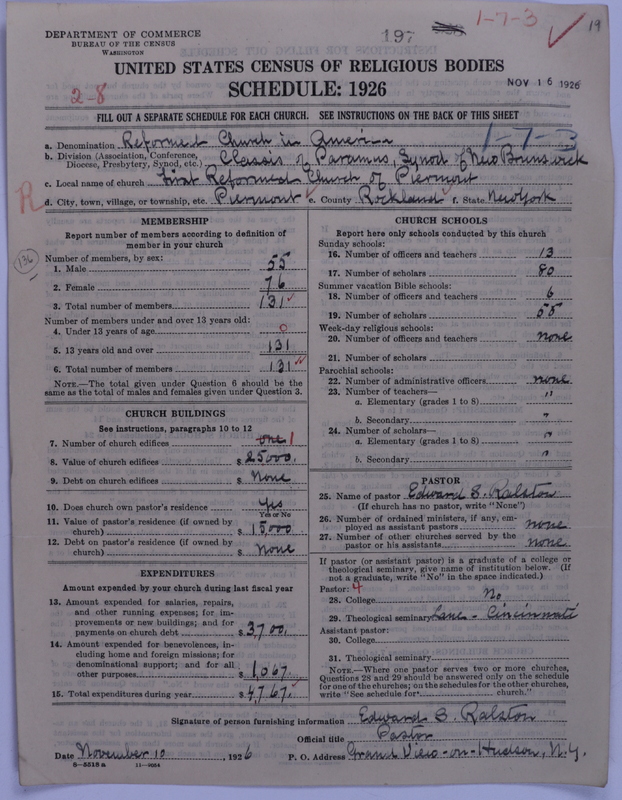 DEPARTMENT OF COMMERCE
BUREAU OF THE CENSUS
WASHINGTON
197
1-7-3
19
UNITED STATES CENSUS OF RELIGIOUS BODIES
SCHEDULE: 1926
NOV 16 1926
2-8
FILL OUT A SEPARATE SCHEDULE FOR EACH CHURCH. SEE INSTRUCTIONS ON THE BACK OF THIS SHEET
1-7-3
a. Denomination Reformed Church in America
b. Division (Association, Conference, Diocese, Presbytery, Synod, etc.) Classis of Paramus, Synod of New Brunswick
c. Local name of church First Reformed Church of Piermont
R
d. City, town, village, or township, etc. Piermont e. County Rockland f. State New York
MEMBERSHIP
Report number of members according to definition of
member in your church
136
Number of members, by sex:
1. Male 55
2. Female 76
3. Total number of members 131
Number of members under and over 13 years old:
4. Under 13 years of age 0
5. 13 years old and over 131
6. Total number of members 131
NOTE.—The total given under Question 6 should be the
same as the total of males and females given under Question 3.
CHURCH BUILDINGS
See instructions, paragraphs 10 to 12
7. Number of church edifices one 1
8. Value of church edifices $ 25000.
9. Debt on church edifices $ None
10. Does church own pastor's residence Yes
Yes or No
11. Value of pastor's residence (if owned by
church) $ 15,000
12. Debt on pastor's residence (if owned by
church) $ None
EXPENDITURES
Amount expended by your church during last fiscal year
13. Amount expended for salaries, repairs,
and other running expenses; for im-
provements or new buildings; and for
payments on church debt $ 3,700.
14. Amount expended for benevolences, in-
cluding home and foreign missions; for
denominational support; and for all
other purposes $ 1,067.
15. Total expenditures during year $ 4,767.
CHURCH SCHOOLS
Report here only schools conducted by this church
Sunday schools:
16. Number of officers and teachers 13
17. Number of scholars 80
Summer vacation Bible schools:
18. Number of officers and teachers 6
19. Number of scholars 55
Week-day religious schools:
20. Number of officers and teachers none
21. Number of scholars
Parochial schools:
22. Number of administrative officers none
23. Number of teachers—
a. Elementary (grades 1 to 8) "
b. Secondary "
24. Number of scholars—
a. Elementary (grades 1 to 8) "
b. Secondary "
PASTOR
25. Name of pastor Edward S. Ralston
(If church has no pastor, write "None")
26. Number of ordained ministers, if any, em-
ployed as assistant pastors none
27. Number of other churches served by the
pastor or his assistants none
If pastor (or assistant pastor) is a graduate of a college or
theological seminary, give name of institution below. (If
not a graduate, write "No" in the space indicated.)
Pastor: 4
28. College No
29. Theological seminary Lane - Cincinnati
Assistant pastor:
30. College
31. Theological seminary
NOTE.—Where one pastor serves two or more churches,
Questions 28 and 29 should be answered only on the schedule
for one of the churches; on the schedules for the other churches,
write "See schedule for church."
Signature of person furnishing information Edward S. Ralston
Official title Pastor
Date November 10, 1926 P. O. Address Grand View-on-Hudson, N.Y.
6—5518 a 11—9054